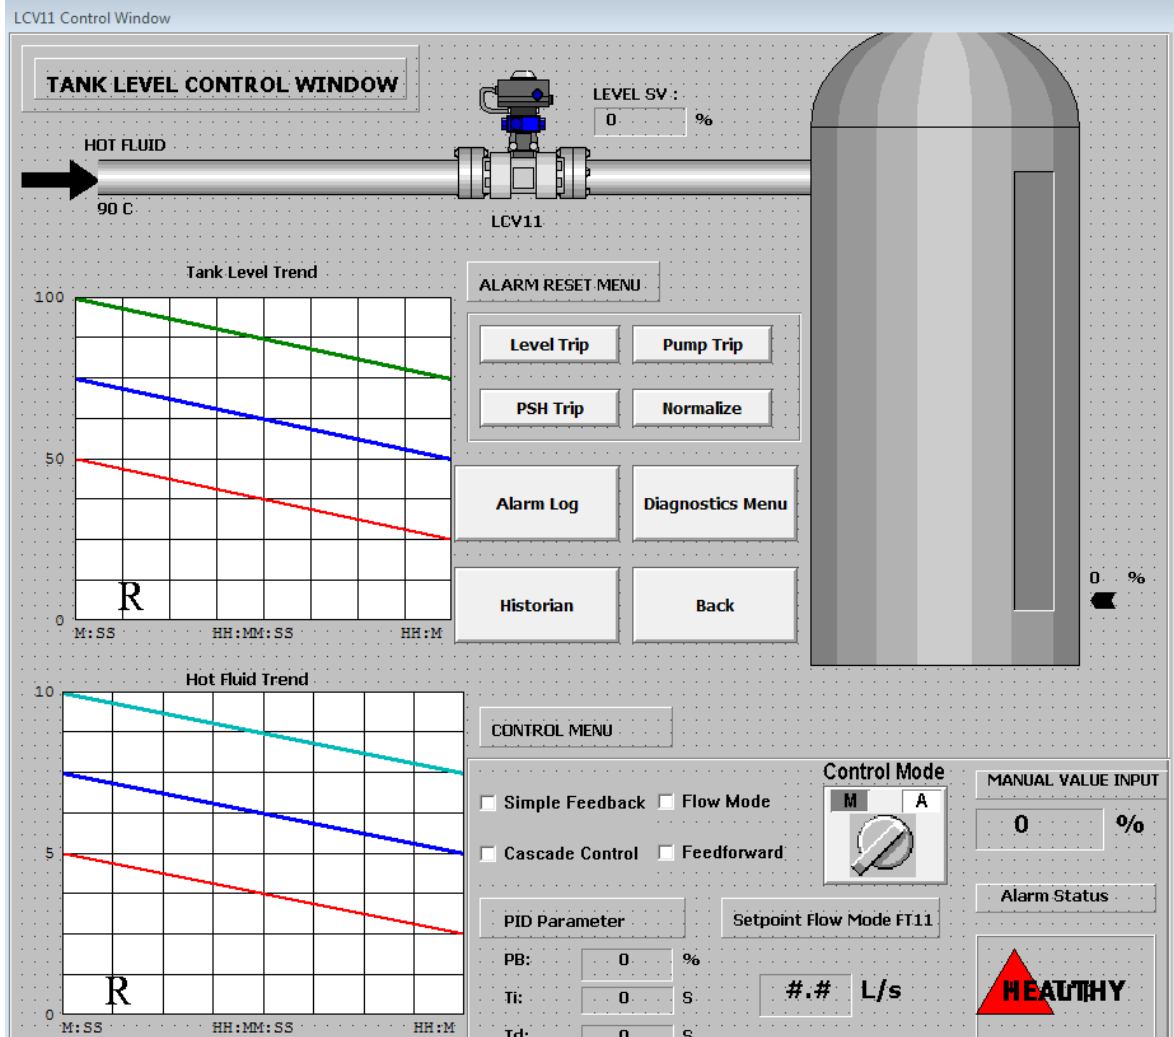 LCV11 Control Window
TANK LEVEL CONTROL WINDOW
LEVEL SV :
0 %
HOT FLUID
90 C
LCV11
Tank Level Trend
100
50
0
R
M:SS HH:MM:SS HH:M
ALARM RESET MENU
Level Trip Pump Trip
PSH Trip Normalize
Alarm Log Diagnostics Menu
Historian Back
0 %
Hot Fluid Trend
10
5
0
R
M:SS HH:MM:SS HH:M
CONTROL MENU
Simple Feedback Flow Mode
Cascade Control Feedforward
Control Mode
M A
MANUAL VALUE INPUT
0 %
Alarm Status
HEALTHY
PID Parameter
PB: 0 %
Ti: 0 S
Td: 0 S
Setpoint Flow Mode FT11
#.# L/s